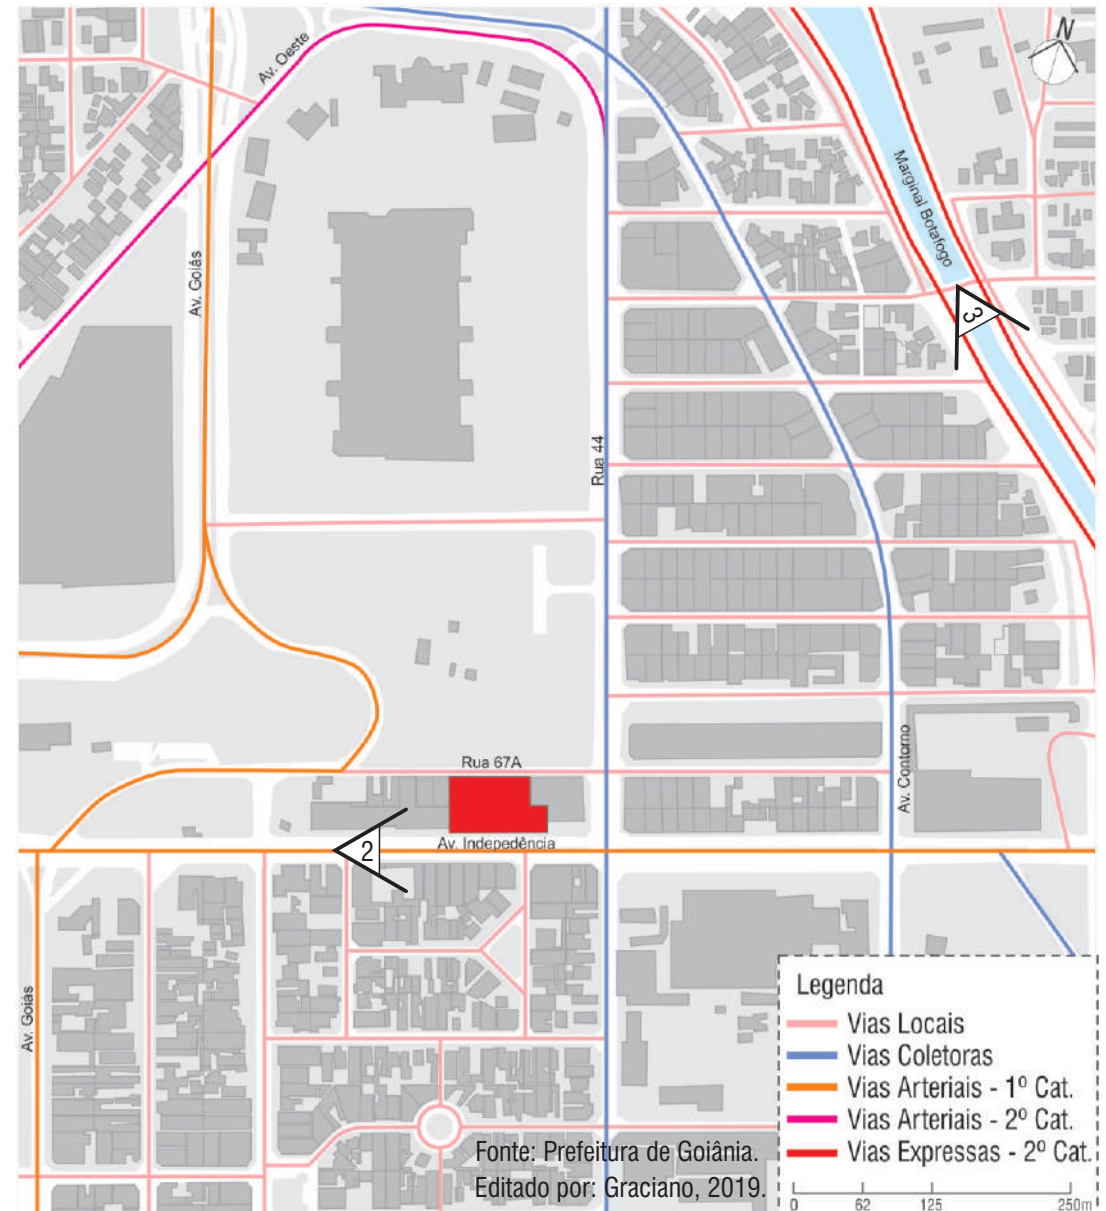 N
Av. Oeste
Marginal Botafogo
Av. Goiás
3
Rua 44
Rua 67A
Av. Contorno
Av. Indepedência
2
Av. Goiás
Legenda
Vias Locais
Vias Coletoras
Vias Arteriais - 1º Cat.
Vias Arteriais - 2º Cat.
Vias Expressas - 2º Cat.
Fonte: Prefeitura de Goiânia.
Editado por: Graciano, 2019.
0 62 125 250m